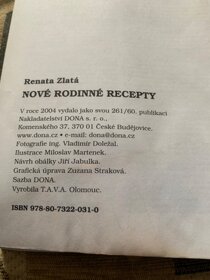 Renata Zlatá
NOVÉ RODINNÉ RECEPTY
V roce 2004 vydalo jako svou 261/60. publikaci
Nakladatelství DONA s. r. o.,
Komenského 37, 370 01 České Budějovice.
www.dona.cz • e-mail: dona@dona.cz
Fotografie ing. Vladimír Doležal.
Ilustrace Miloslav Martenek.
Návrh obálky Jiří Jabulka.
Grafická úprava Zuzana Straková.
Sazba DONA.
Vyrobila T.A.V.A. Olomouc.
ISBN 978-80-7322-031-0